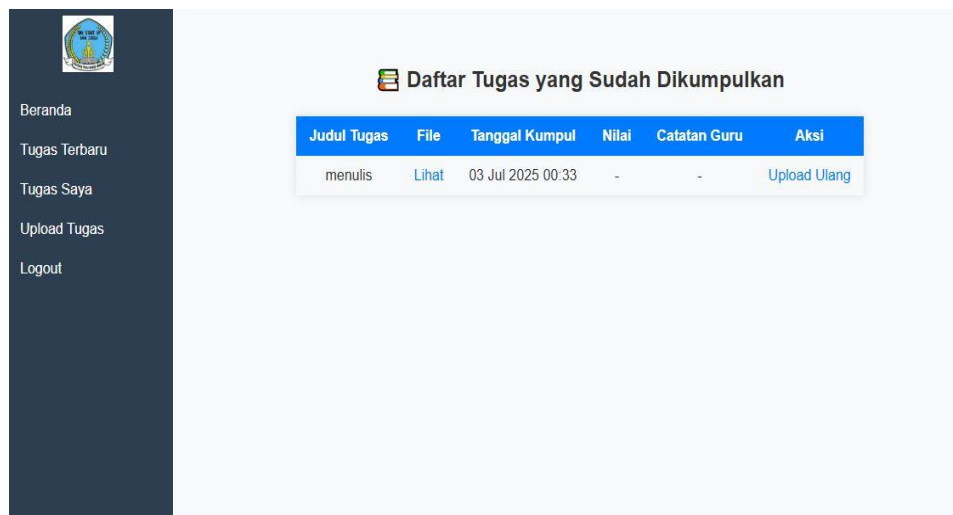 Beranda
Tugas Terbaru
Tugas Saya
Upload Tugas
Logout
📚 Daftar Tugas yang Sudah Dikumpulkan
Judul Tugas File Tanggal Kumpul Nilai Catatan Guru Aksi
menulis Lihat 03 Jul 2025 00:33 - - Upload Ulang